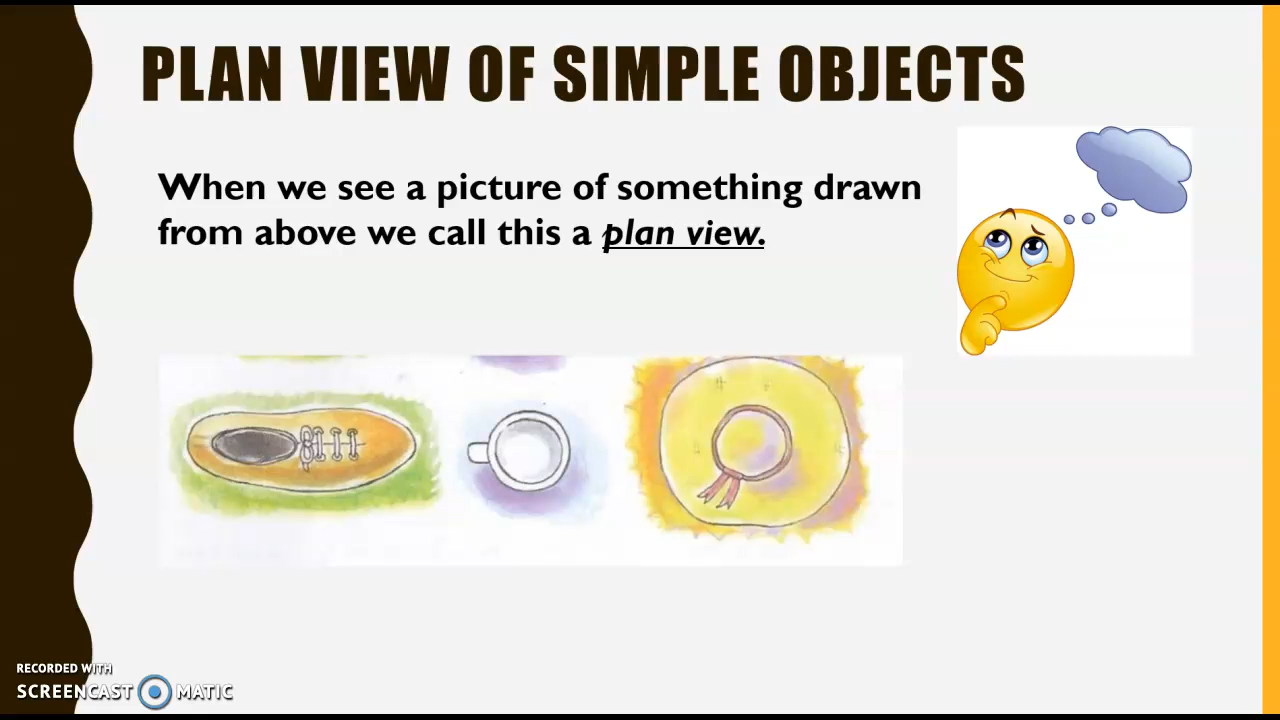 PLAN VIEW OF SIMPLE OBJECTS
When we see a picture of something drawn
from above we call this a plan view.
RECORDED WITH
SCREENCAST MATIC